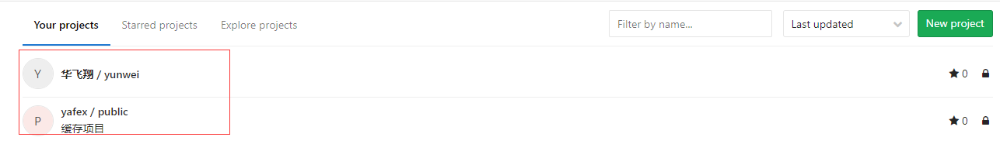 Your projects Starred projects Explore projects Filter by name... Last updated New project
Y 华飞翔 / yunwei 0
yafex / public
P 0
缓存项目